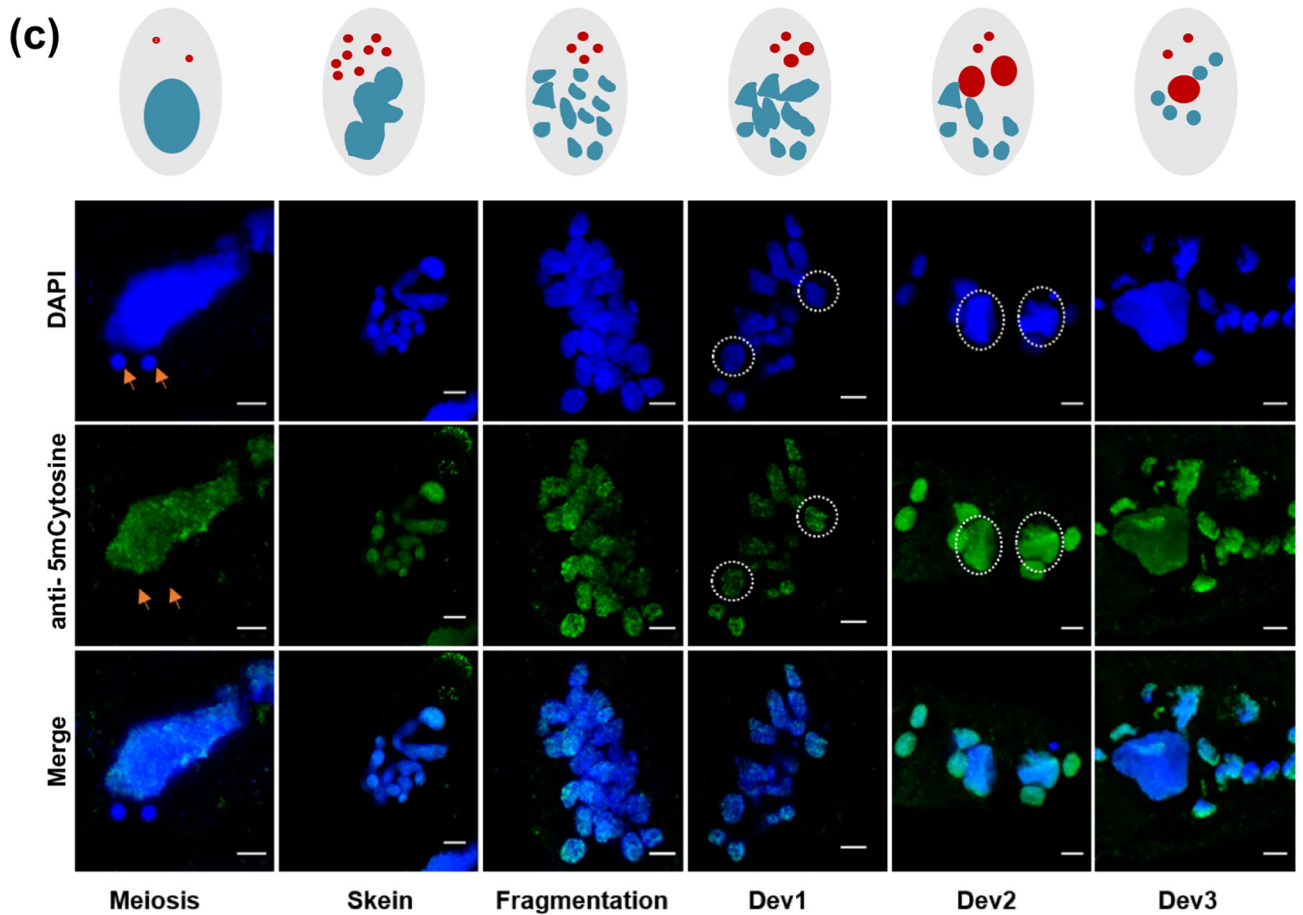 (c)
DAPI
anti- 5mCytosine
Merge
Meiosis Skein Fragmentation Dev1 Dev2 Dev3